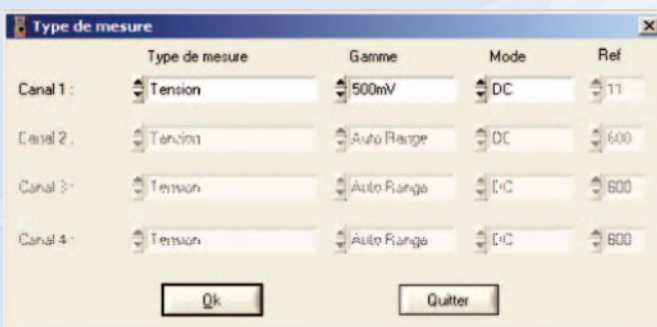 Type de mesure
Type de mesure Gamme Mode Ref
Canal 1 : Tension 500mV DC 11
Canal 2 : Tension Auto Range DC 600
Canal 3 : Tension Auto Range DC 600
Canal 4 : Tension Auto Range DC 600
Ok Quitter